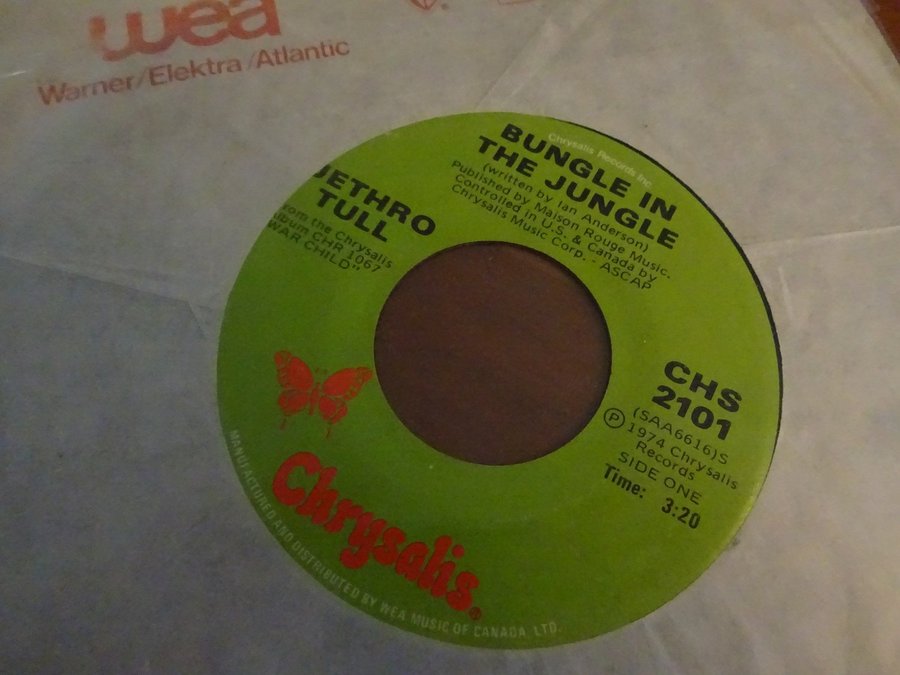 wea
Warner/Elektra/Atlantic
Chrysalis Records Inc.
BUNGLE IN
THE JUNGLE
(written by Ian Anderson)
Published by Maison Rouge Music.
Controlled in U.S. & Canada by
Chrysalis Music Corp. - ASCAP
JETHRO
TULL
from the Chrysalis
album CHR 1067
WAR CHILD"
CHS
2101
(SAA6616)S
Ⓟ 1974 Chrysalis
Records
SIDE ONE
Time: 3:20
Chrysalis®
MANUFACTURED AND DISTRIBUTED BY WEA MUSIC OF CANADA, LTD.